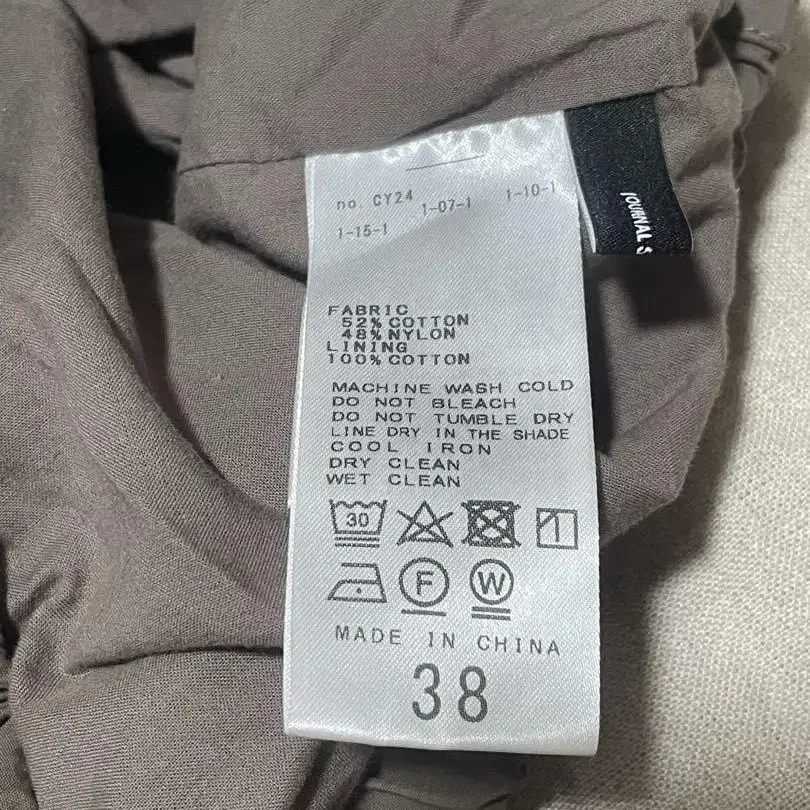 no. CY24 1-07-1 1-10-1
1-15-1
JOURNAL S
FABRIC
52% COTTON
48% NYLON
LINING
100% COTTON
MACHINE WASH COLD
DO NOT BLEACH
DO NOT TUMBLE DRY
LINE DRY IN THE SHADE
COOL IRON
DRY CLEAN
WET CLEAN
30
F W
MADE IN CHINA
38